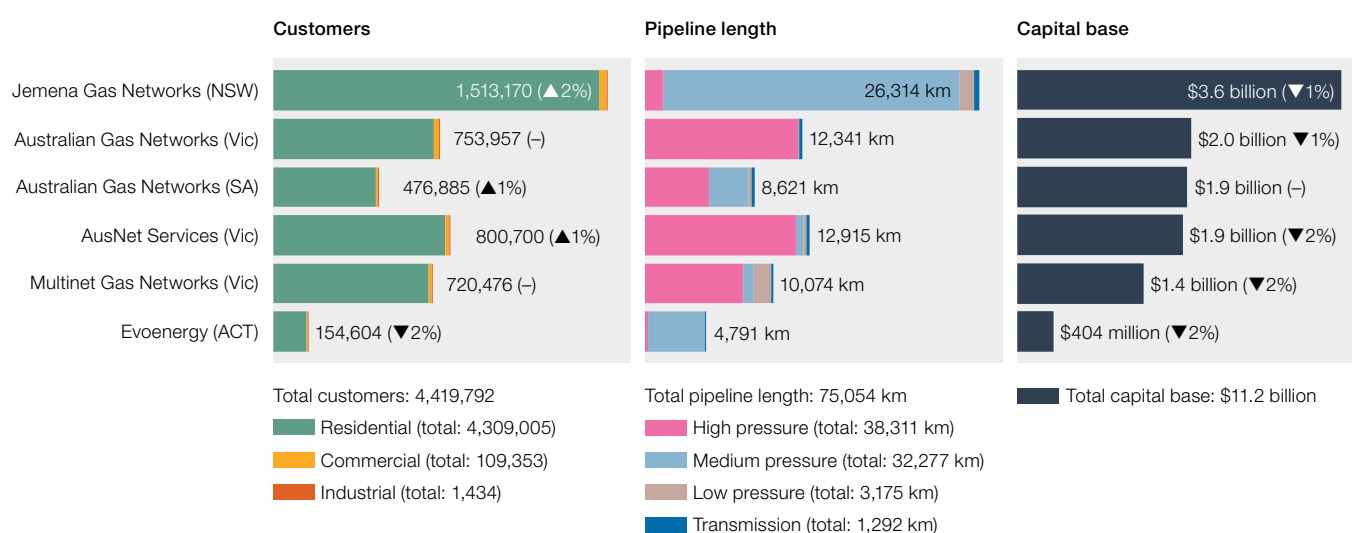 Customers Pipeline length Capital base
Jemena Gas Networks (NSW) 1,513,170 (▲2%) 26,314 km $3.6 billion (▼1%)
Australian Gas Networks (Vic) 753,957 (–) 12,341 km $2.0 billion ▼1%)
Australian Gas Networks (SA) 476,885 (▲1%) 8,621 km $1.9 billion (–)
AusNet Services (Vic) 800,700 (▲1%) 12,915 km $1.9 billion (▼2%)
Multinet Gas Networks (Vic) 720,476 (–) 10,074 km $1.4 billion (▼2%)
Evoenergy (ACT) 154,604 (▼2%) 4,791 km $404 million (▼2%)
Total customers: 4,419,792 Total pipeline length: 75,054 km Total capital base: $11.2 billion
Residential (total: 4,309,005) High pressure (total: 38,311 km)
Commercial (total: 109,353) Medium pressure (total: 32,277 km)
Industrial (total: 1,434) Low pressure (total: 3,175 km)
Transmission (total: 1,292 km)